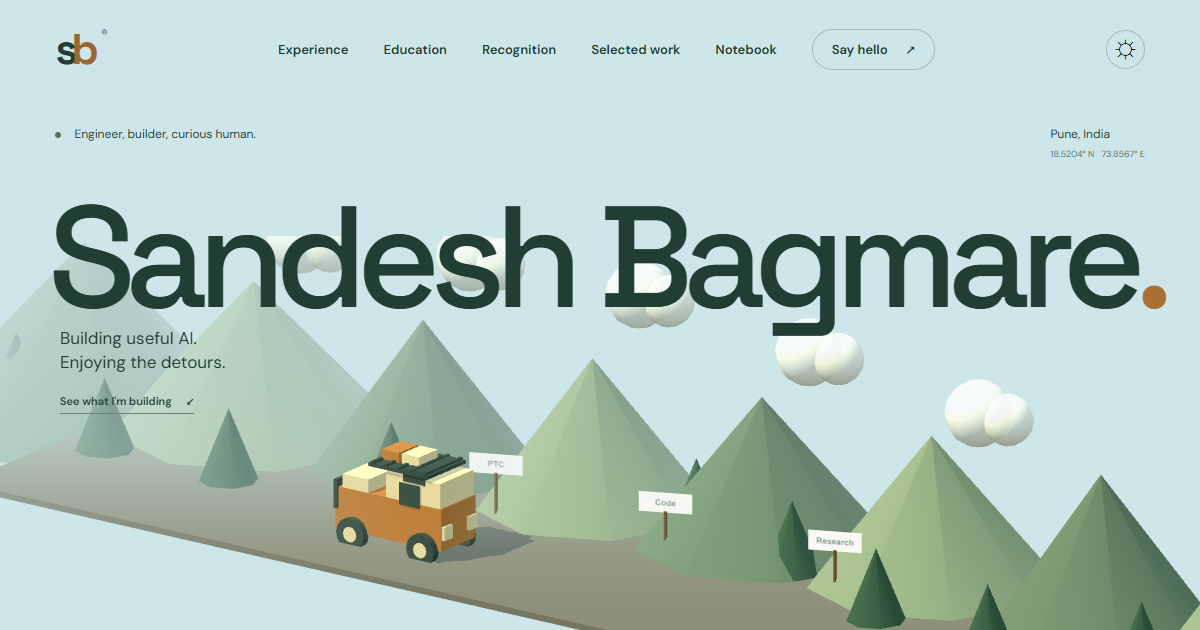 sb ®
Experience Education Recognition Selected work Notebook Say hello ↗
Engineer, builder, curious human.
Pune, India
18.5204° N 73.8567° E
Sandesh Bagmare.
Building useful AI.
Enjoying the detours.
See what I'm building ↙
PTC
Code
Research